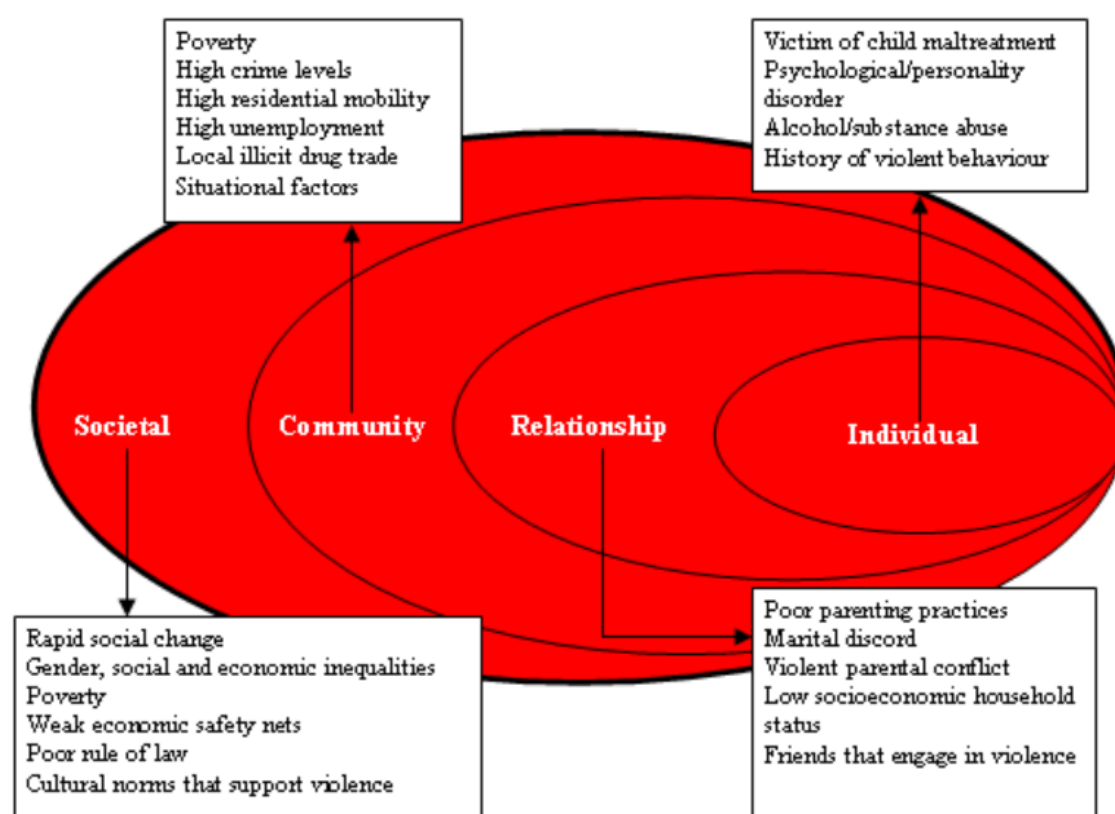 Poverty
High crime levels
High residential mobility
High unemployment
Local illicit drug trade
Situational factors
Victim of child maltreatment
Psychological/personality
disorder
Alcohol/substance abuse
History of violent behaviour
Societal
Community
Relationship
Individual
Rapid social change
Gender, social and economic inequalities
Poverty
Weak economic safety nets
Poor rule of law
Cultural norms that support violence
Poor parenting practices
Marital discord
Violent parental conflict
Low socioeconomic household
status
Friends that engage in violence